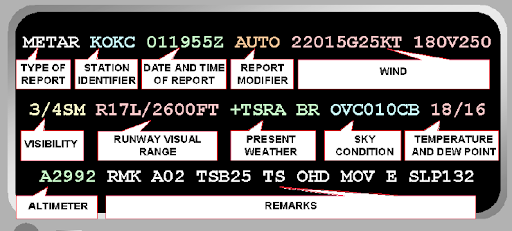 METAR KOKC 011955Z AUTO 22015G25KT 180V250
TYPE OF REPORT
STATION IDENTIFIER
DATE AND TIME OF REPORT
REPORT MODIFIER
WIND
3/4SM R17L/2600FT +TSRA BR OVC010CB 18/16
VISIBILITY
RUNWAY VISUAL RANGE
PRESENT WEATHER
SKY CONDITION
TEMPERATURE AND DEW POINT
A2992 RMK A02 TSB25 TS OHD MOV E SLP132
ALTIMETER
REMARKS